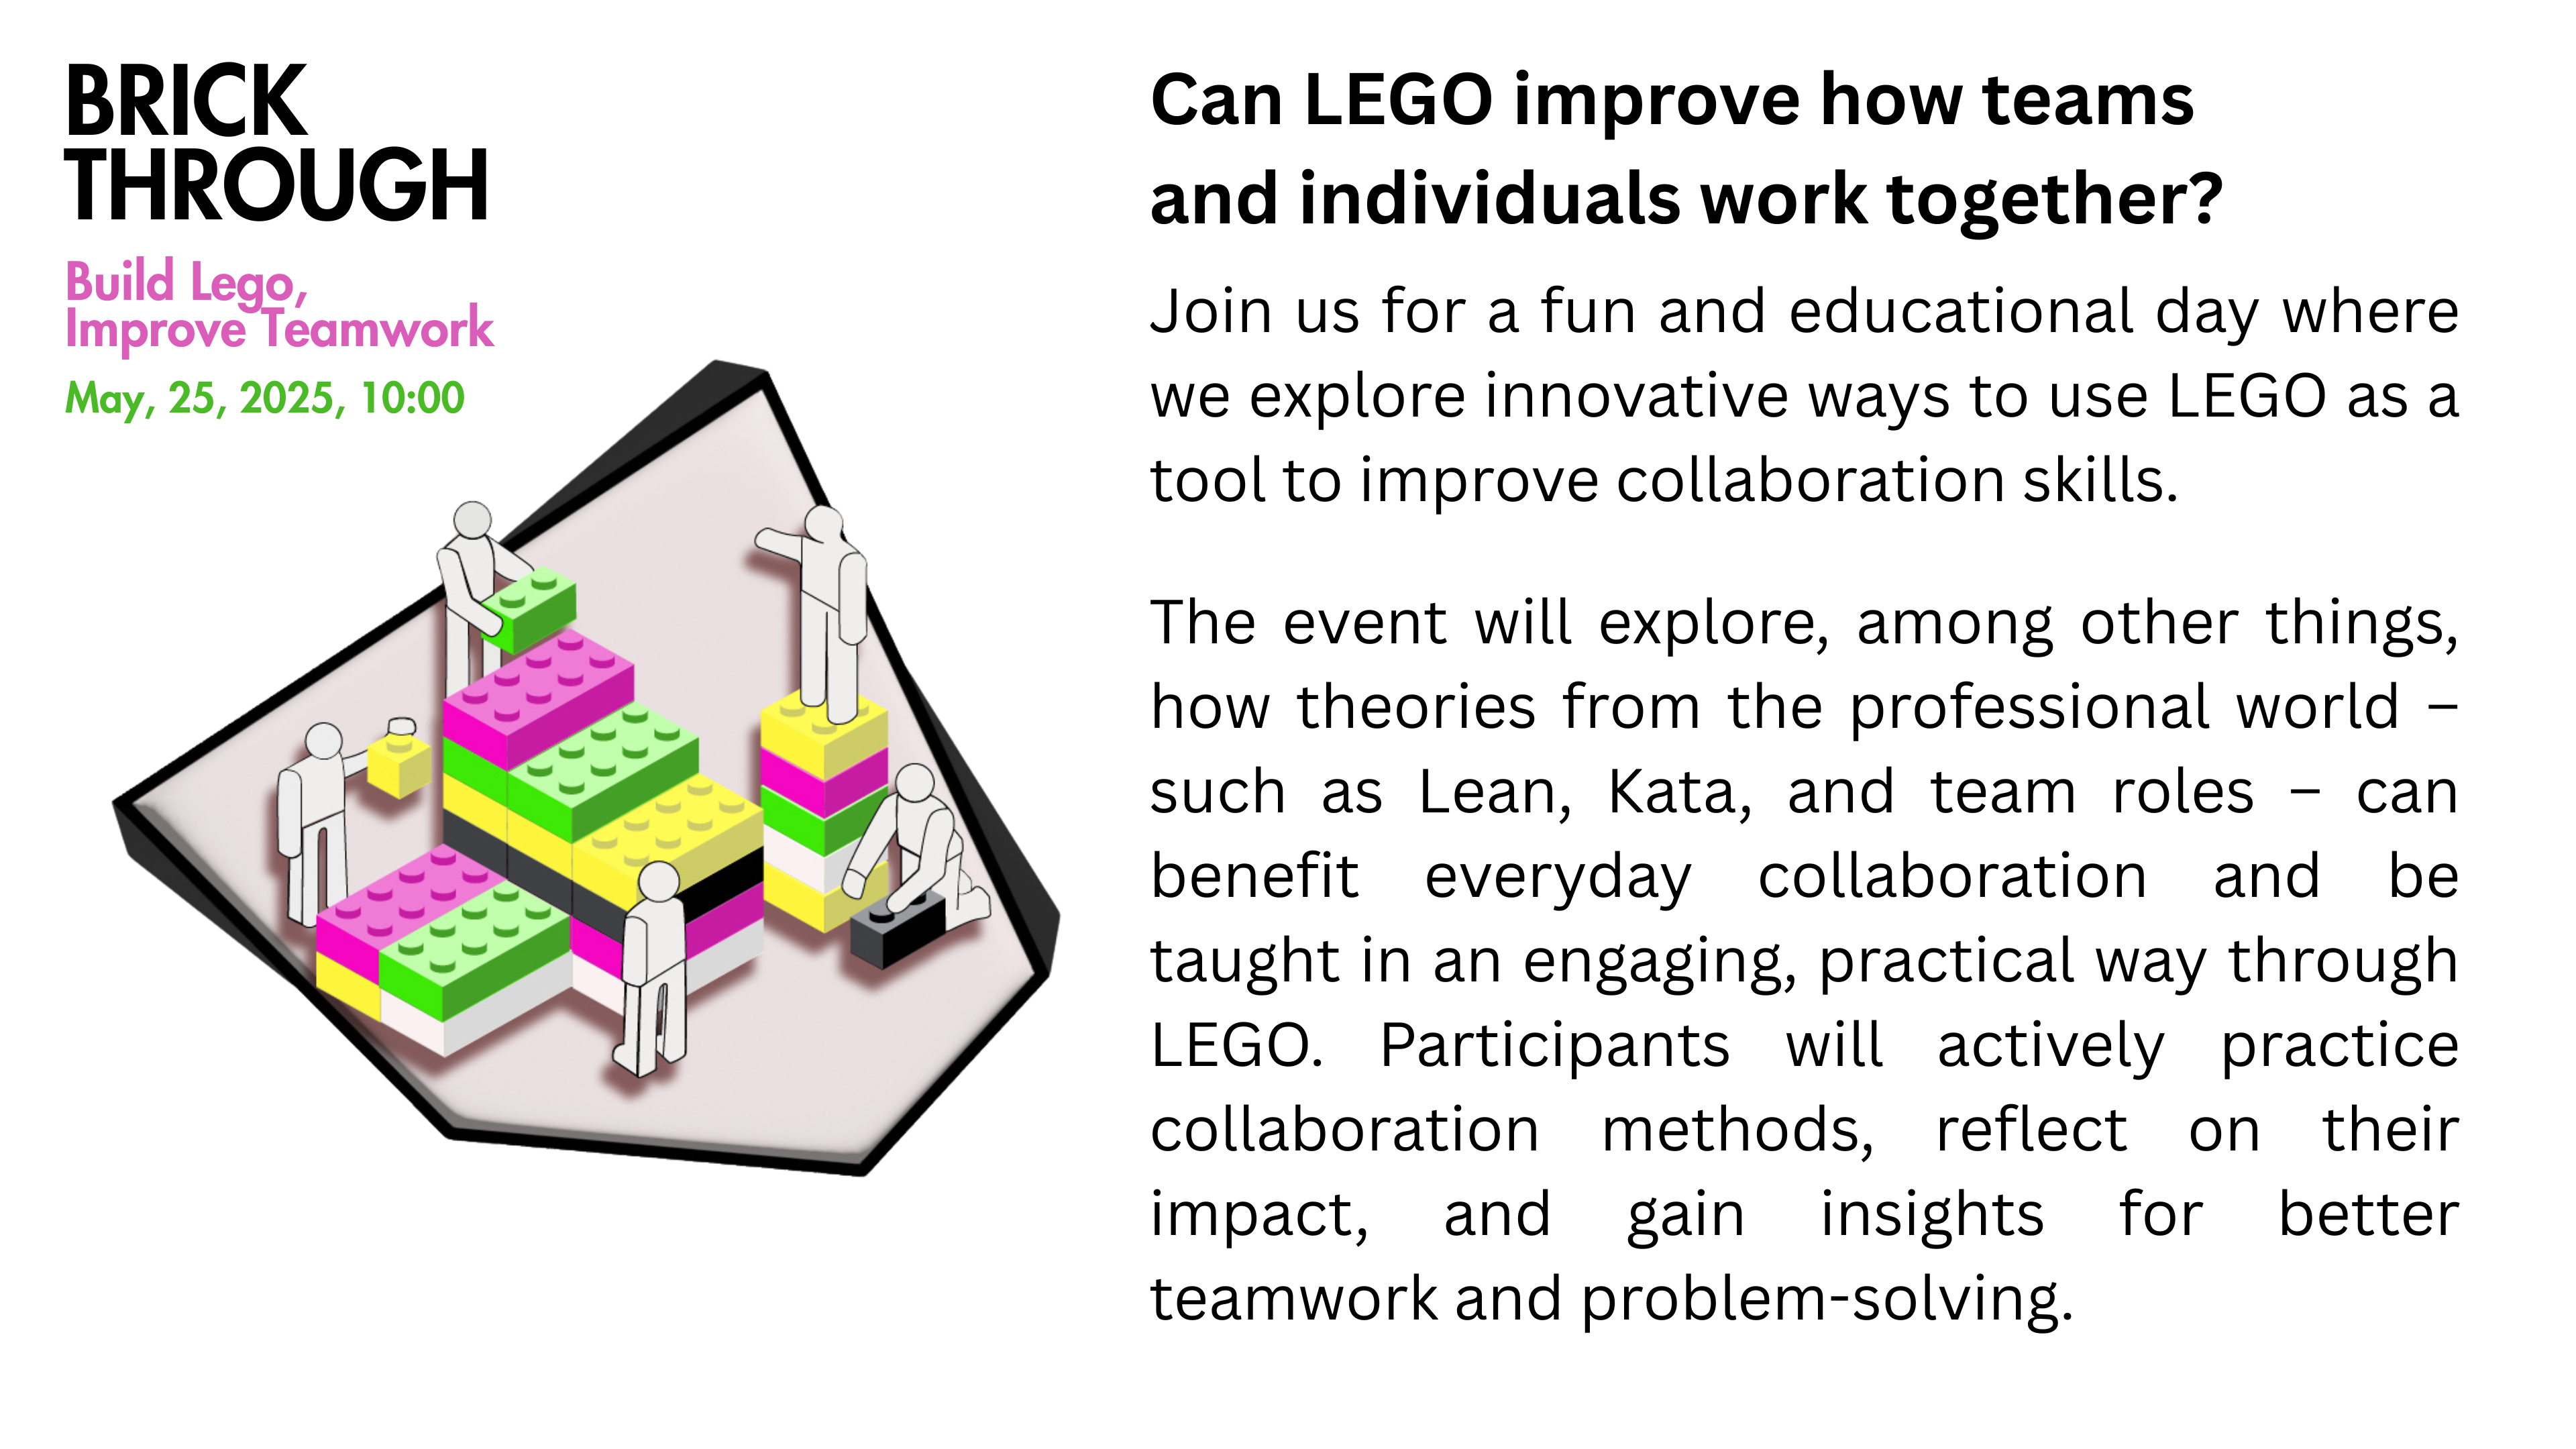 BRICK
THROUGH
Build Lego,
Improve Teamwork
May, 25, 2025, 10:00
Can LEGO improve how teams
and individuals work together?
Join us for a fun and educational day where
we explore innovative ways to use LEGO as a
tool to improve collaboration skills.
The event will explore, among other things,
how theories from the professional world –
such as Lean, Kata, and team roles – can
benefit everyday collaboration and be
taught in an engaging, practical way through
LEGO. Participants will actively practice
collaboration methods, reflect on their
impact, and gain insights for better
teamwork and problem-solving.